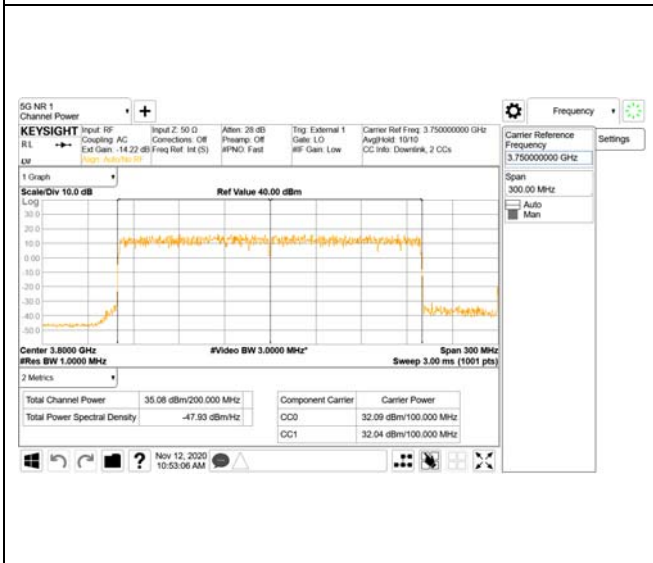 5G NR 1
Channel Power
Frequency
KEYSIGHT Input: RF Input Z: 50 Ω Atten: 28 dB Trig: External 1 Carrier Ref Freq: 3.750000000 GHz
RL Coupling: AC Corrections: Off Preamp: Off Gate: LO Avg|Hold: 10/10
Ext Gain: -14.22 dB Freq Ref: Int (S) #PNO: Fast #IF Gain: Low CC Info: Downlink, 2 CCs
Align: Auto/No RF
Carrier Reference
Frequency
3.750000000 GHz
Settings
Span
300.00 MHz
Auto
Man
1 Graph
Scale/Div 10.0 dB Ref Value 40.00 dBm
Log
30.0
20.0
10.0
0.00
-10.0
-20.0
-30.0
-40.0
-50.0
Center 3.8000 GHz #Video BW 3.0000 MHz* Span 300 MHz
#Res BW 1.0000 MHz Sweep 3.00 ms (1001 pts)
2 Metrics
Total Channel Power 35.08 dBm/200.000 MHz Component Carrier Carrier Power
Total Power Spectral Density -47.93 dBm/Hz CC0 32.09 dBm/100.000 MHz
CC1 32.04 dBm/100.000 MHz
Nov 12, 2020
10:53:06 AM